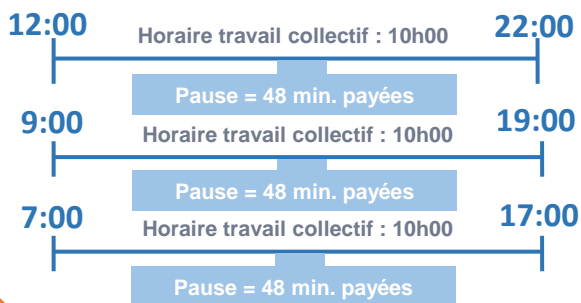 12:00 Horaire travail collectif : 10h00 22:00
Pause = 48 min. payées
9:00 Horaire travail collectif : 10h00 19:00
Pause = 48 min. payées
7:00 Horaire travail collectif : 10h00 17:00
Pause = 48 min. payées